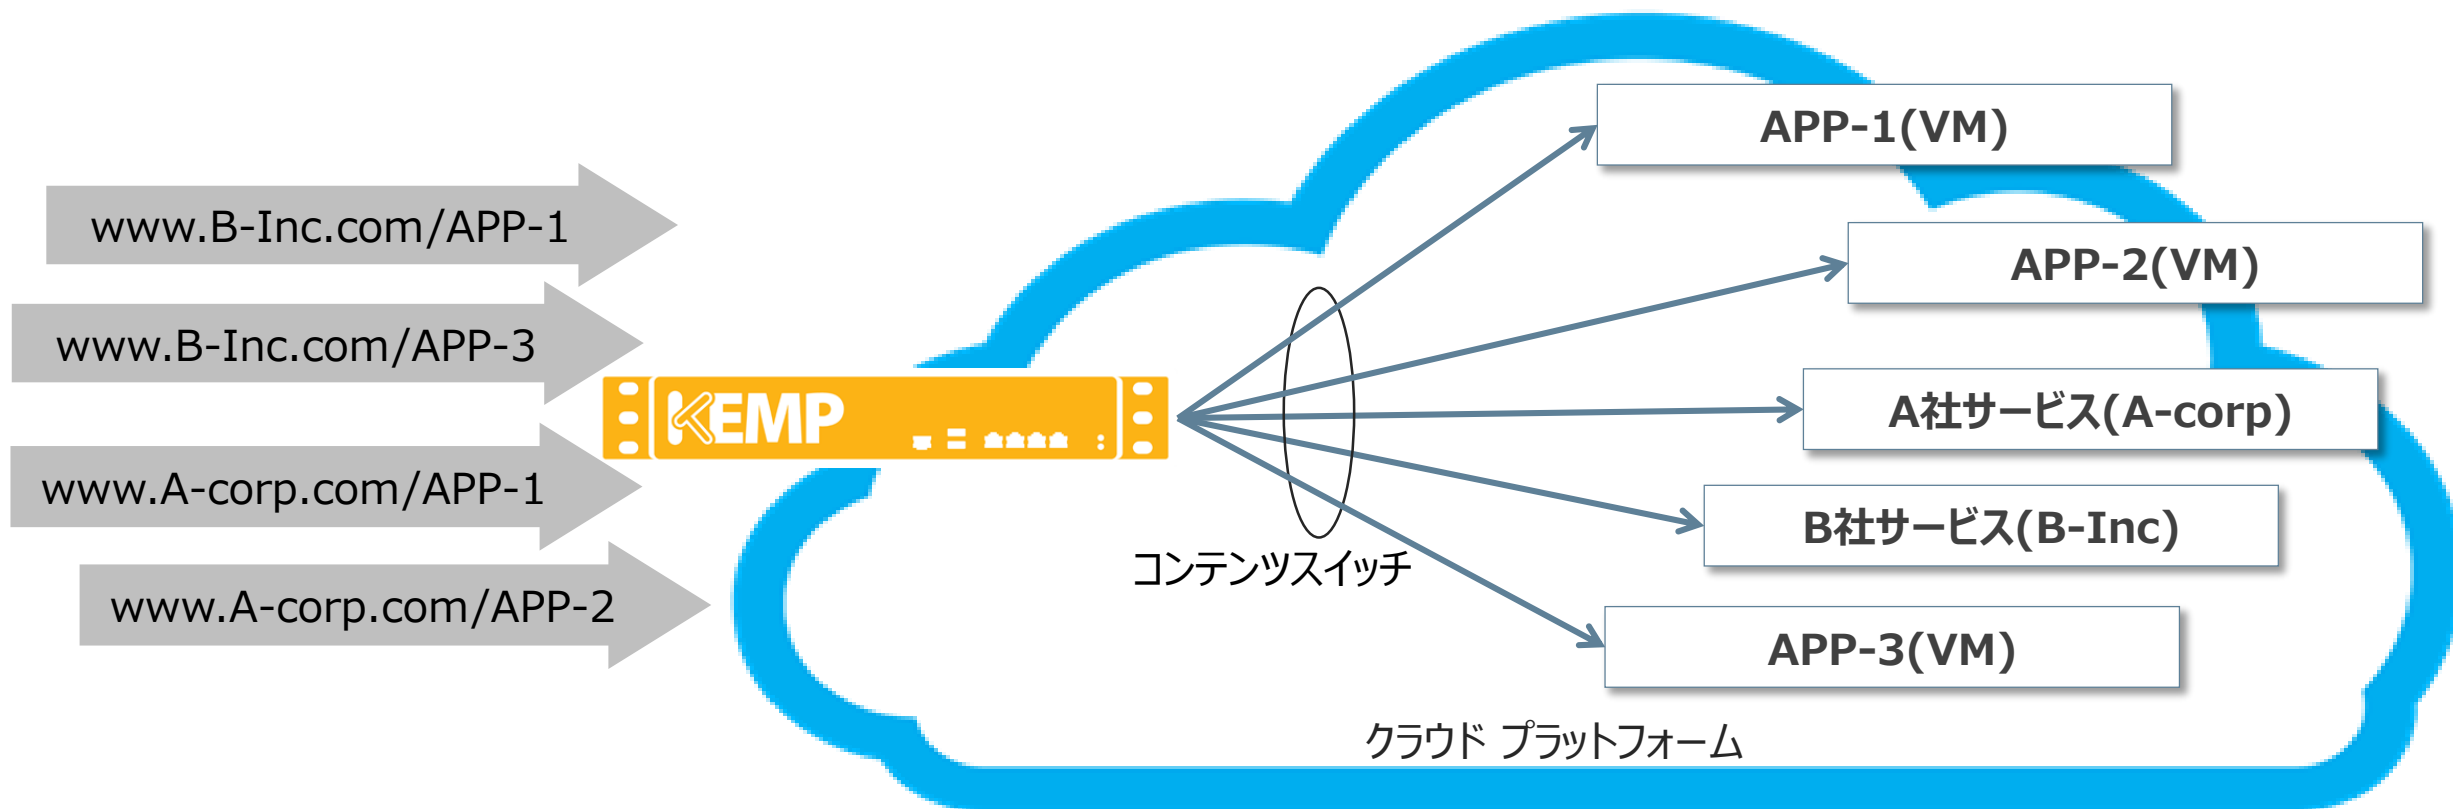 www.B-Inc.com/APP-1
www.B-Inc.com/APP-3
www.A-corp.com/APP-1
www.A-corp.com/APP-2
KEMP
コンテンツスイッチ
APP-1(VM)
APP-2(VM)
A社サービス(A-corp)
B社サービス(B-Inc)
APP-3(VM)
クラウド プラットフォーム